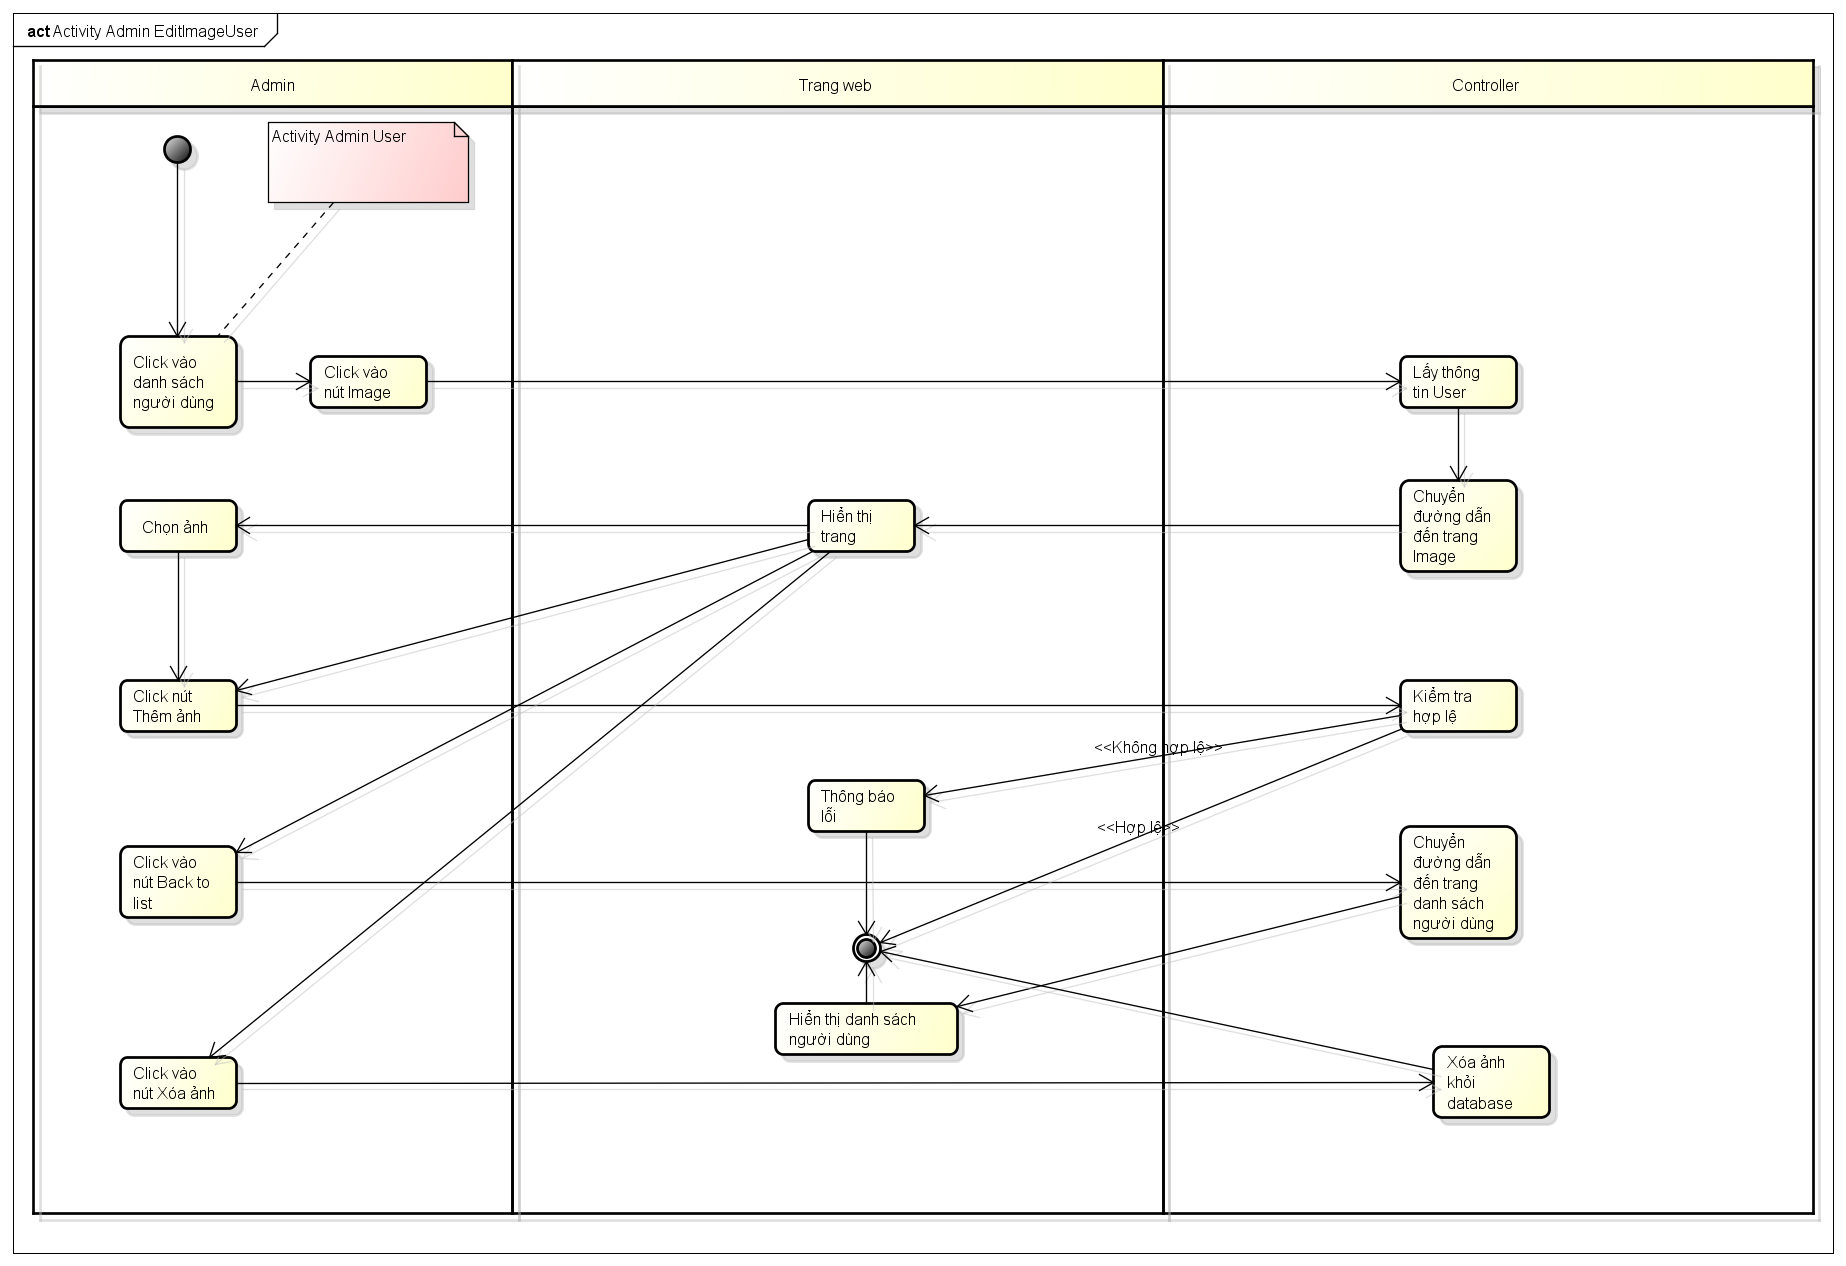 act Activity Admin EditImageUser
Admin
Trang web
Controller
Activity Admin User
Click vào
danh sách
người dùng
Click vào
nút Image
Lấy thông
tin User
Chọn ảnh
Hiển thị
trang
Chuyển
đường dẫn
đến trang
Image
Click nút
Thêm ảnh
Kiểm tra
hợp lệ
<<Không hợp lệ>>
Thông báo
lỗi
<<Hợp lệ>>
Click vào
nút Back to
list
Chuyển
đường dẫn
đến trang
danh sách
người dùng
Hiển thị danh sách
người dùng
Click vào
nút Xóa ảnh
Xóa ảnh
khỏi
database